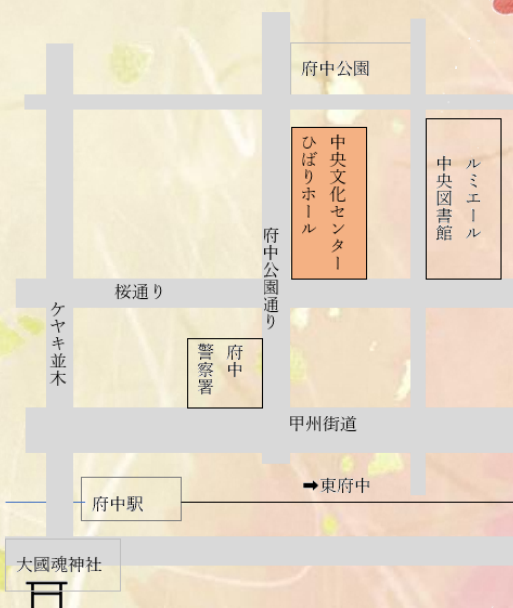 府中公園
中央文化センター
ひばりホール
ルミエール
中央図書館
府中公園通り
桜通り
ケヤキ並木
府中
警察署
甲州街道
➡東府中
府中駅
大國魂神社